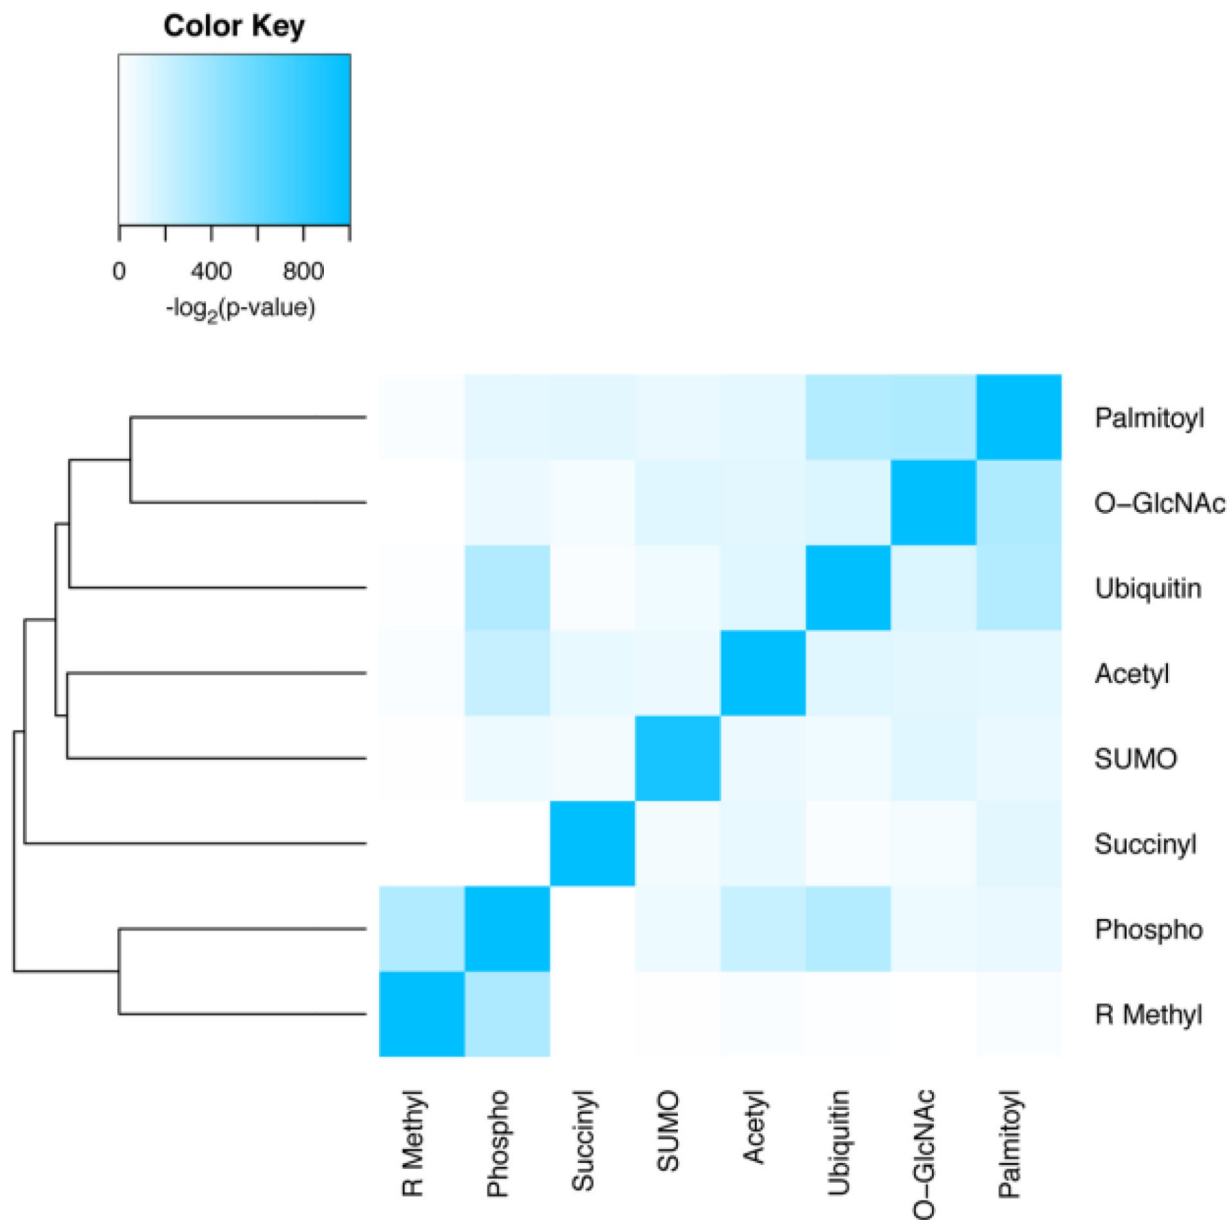 Color Key
0 400 800
-log2(p-value)
Palmitoyl
O–GlcNAc
Ubiquitin
Acetyl
SUMO
Succinyl
Phospho
R Methyl
R Methyl
Phospho
Succinyl
SUMO
Acetyl
Ubiquitin
O–GlcNAc
Palmitoyl